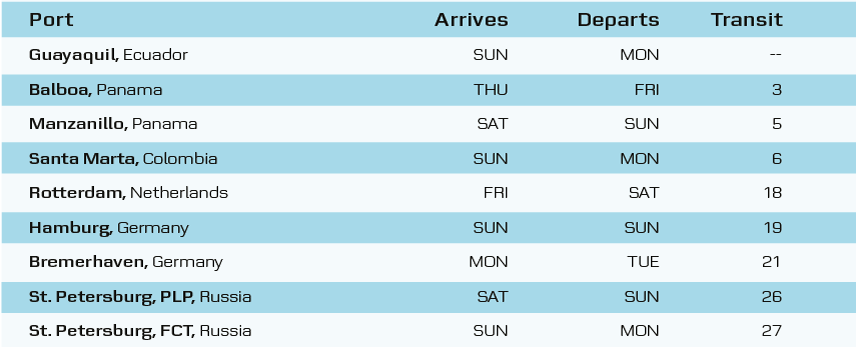 Port Arrives Departs Transit
Guayaquil, Ecuador SUN MON --
Balboa, Panama THU FRI 3
Manzanillo, Panama SAT SUN 5
Santa Marta, Colombia SUN MON 6
Rotterdam, Netherlands FRI SAT 18
Hamburg, Germany SUN SUN 19
Bremerhaven, Germany MON TUE 21
St. Petersburg, PLP, Russia SAT SUN 26
St. Petersburg, FCT, Russia SUN MON 27